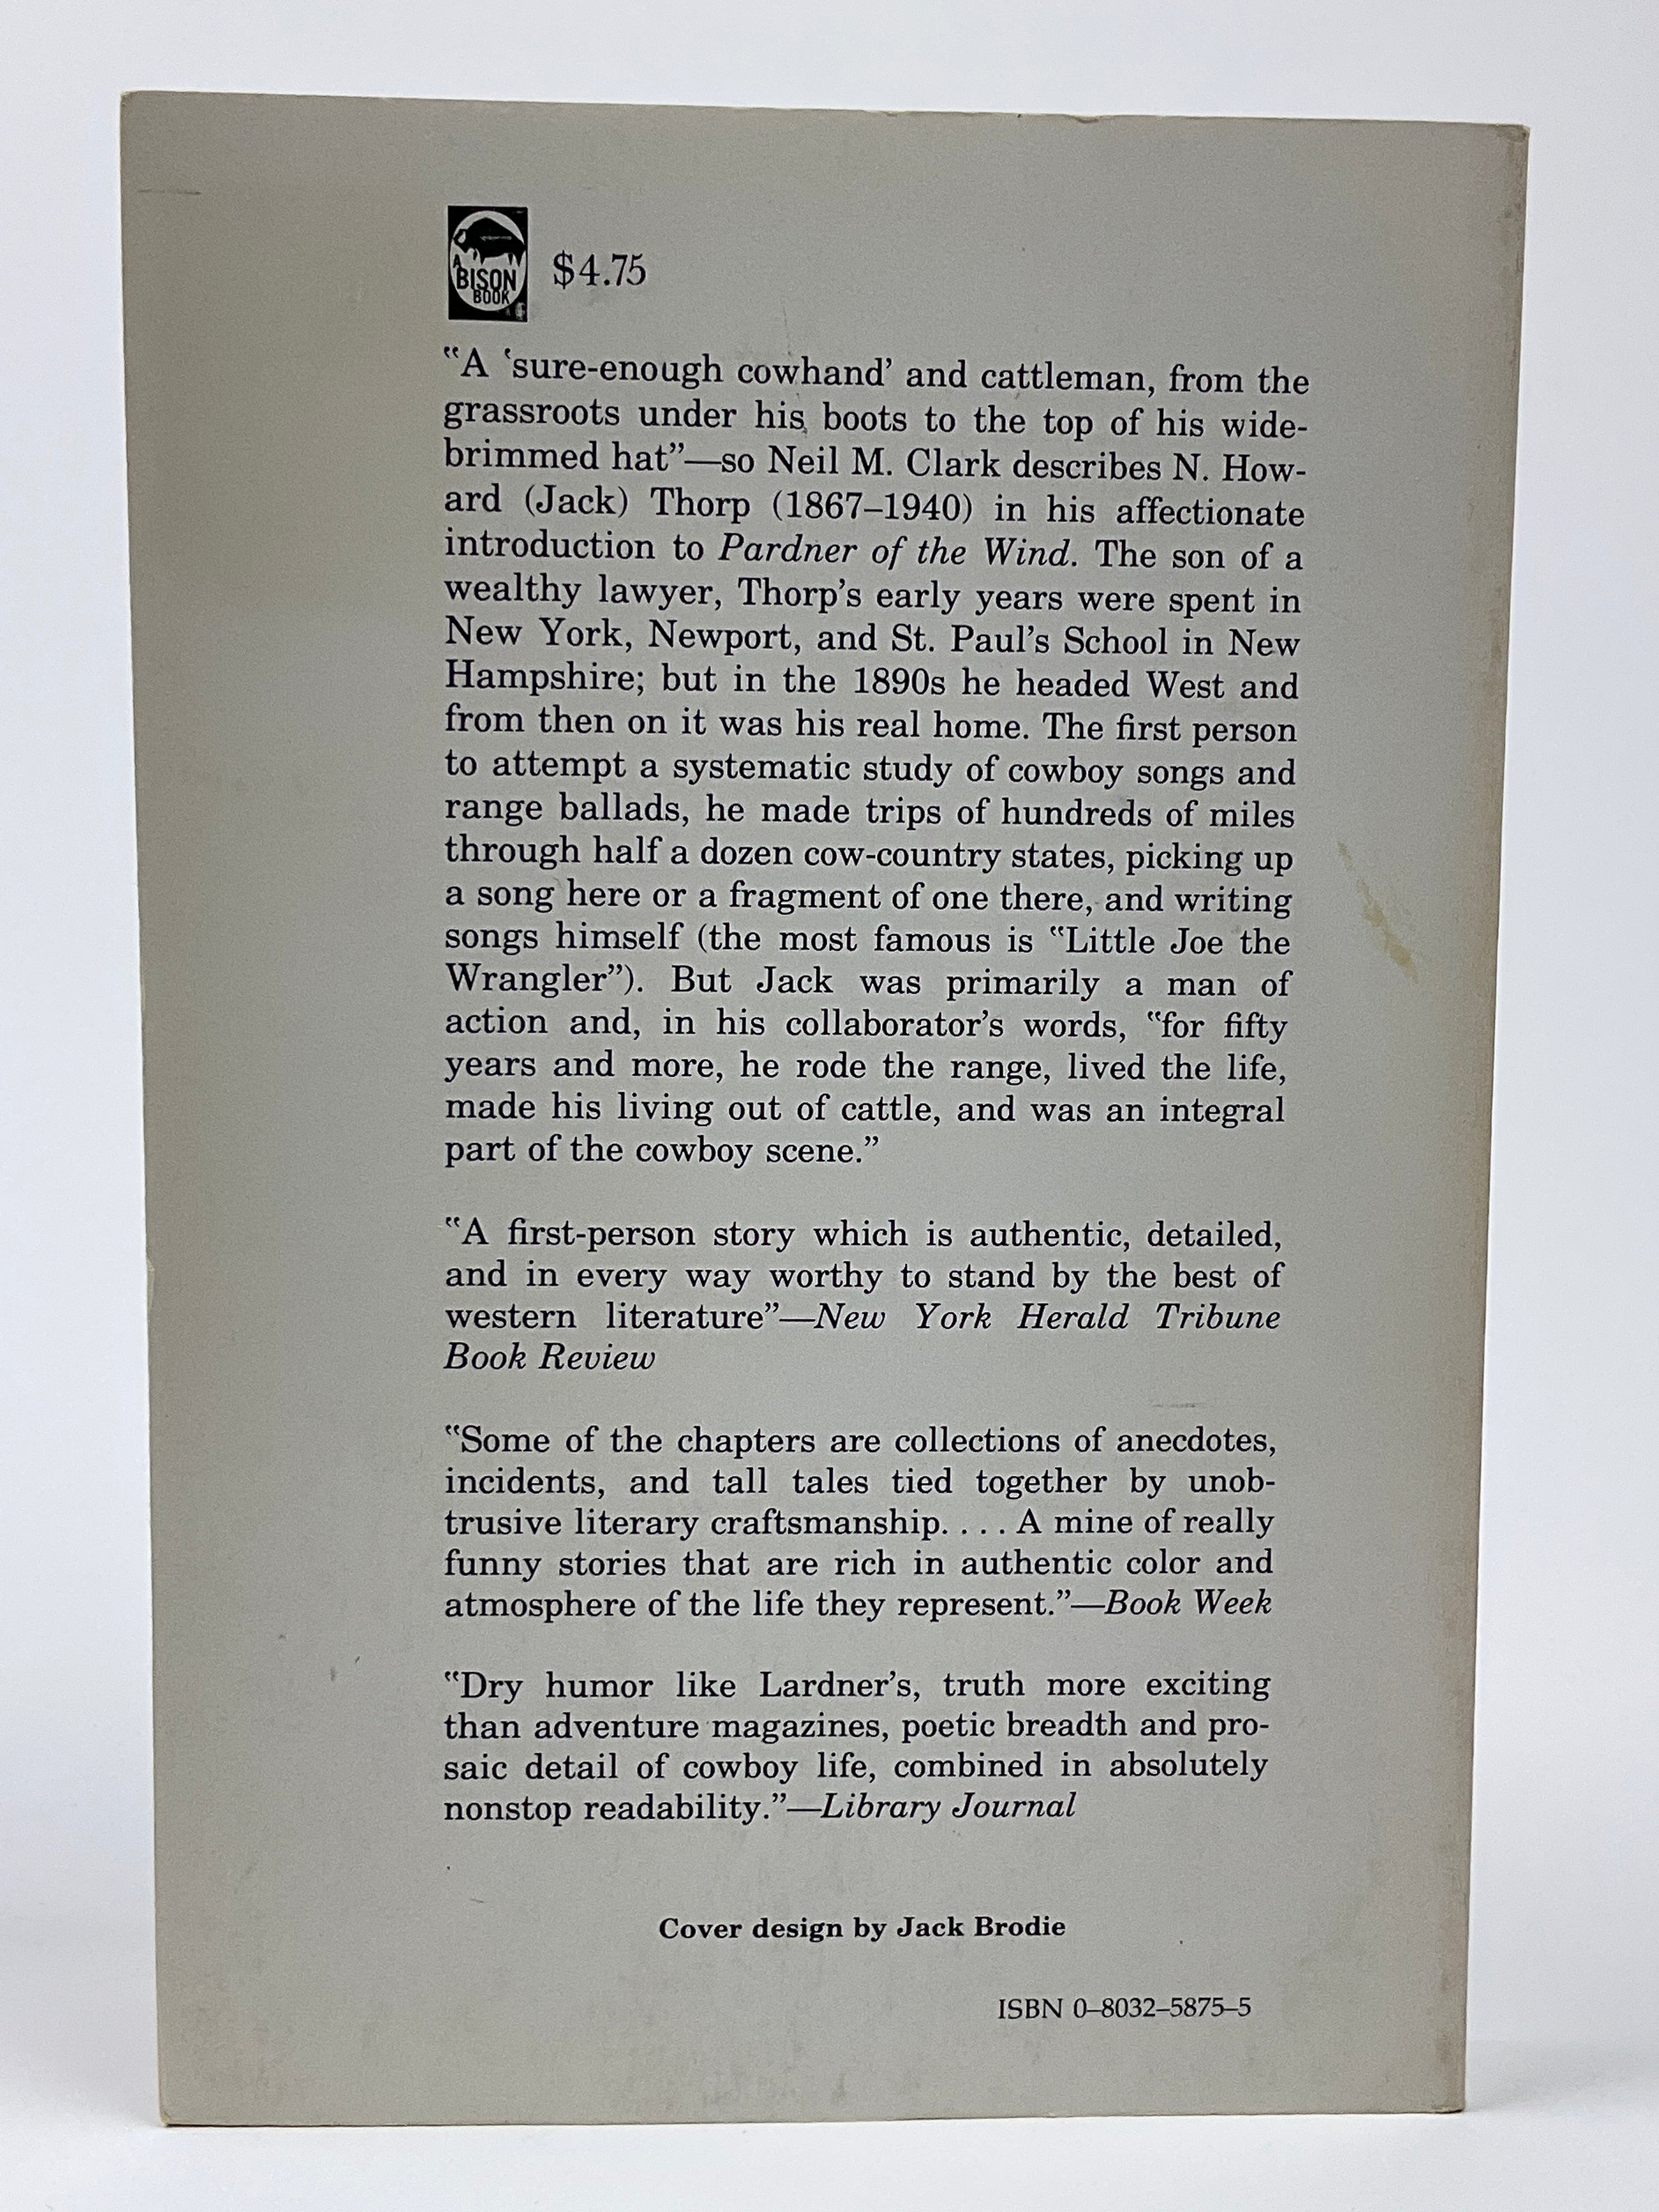 A
BISON
BOOK
$4.75
"A 'sure-enough cowhand' and cattleman, from the
grassroots under his boots to the top of his wide-
brimmed hat"—so Neil M. Clark describes N. How-
ard (Jack) Thorp (1867–1940) in his affectionate
introduction to Pardner of the Wind. The son of a
wealthy lawyer, Thorp's early years were spent in
New York, Newport, and St. Paul's School in New
Hampshire; but in the 1890s he headed West and
from then on it was his real home. The first person
to attempt a systematic study of cowboy songs and
range ballads, he made trips of hundreds of miles
through half a dozen cow-country states, picking up
a song here or a fragment of one there, and writing
songs himself (the most famous is "Little Joe the
Wrangler"). But Jack was primarily a man of
action and, in his collaborator's words, "for fifty
years and more, he rode the range, lived the life,
made his living out of cattle, and was an integral
part of the cowboy scene."
"A first-person story which is authentic, detailed,
and in every way worthy to stand by the best of
western literature"—New York Herald Tribune
Book Review
"Some of the chapters are collections of anecdotes,
incidents, and tall tales tied together by unob-
trusive literary craftsmanship. . . . A mine of really
funny stories that are rich in authentic color and
atmosphere of the life they represent."—Book Week
"Dry humor like Lardner's, truth more exciting
than adventure magazines, poetic breadth and pro-
saic detail of cowboy life, combined in absolutely
nonstop readability."—Library Journal
Cover design by Jack Brodie
ISBN 0–8032–5875–5